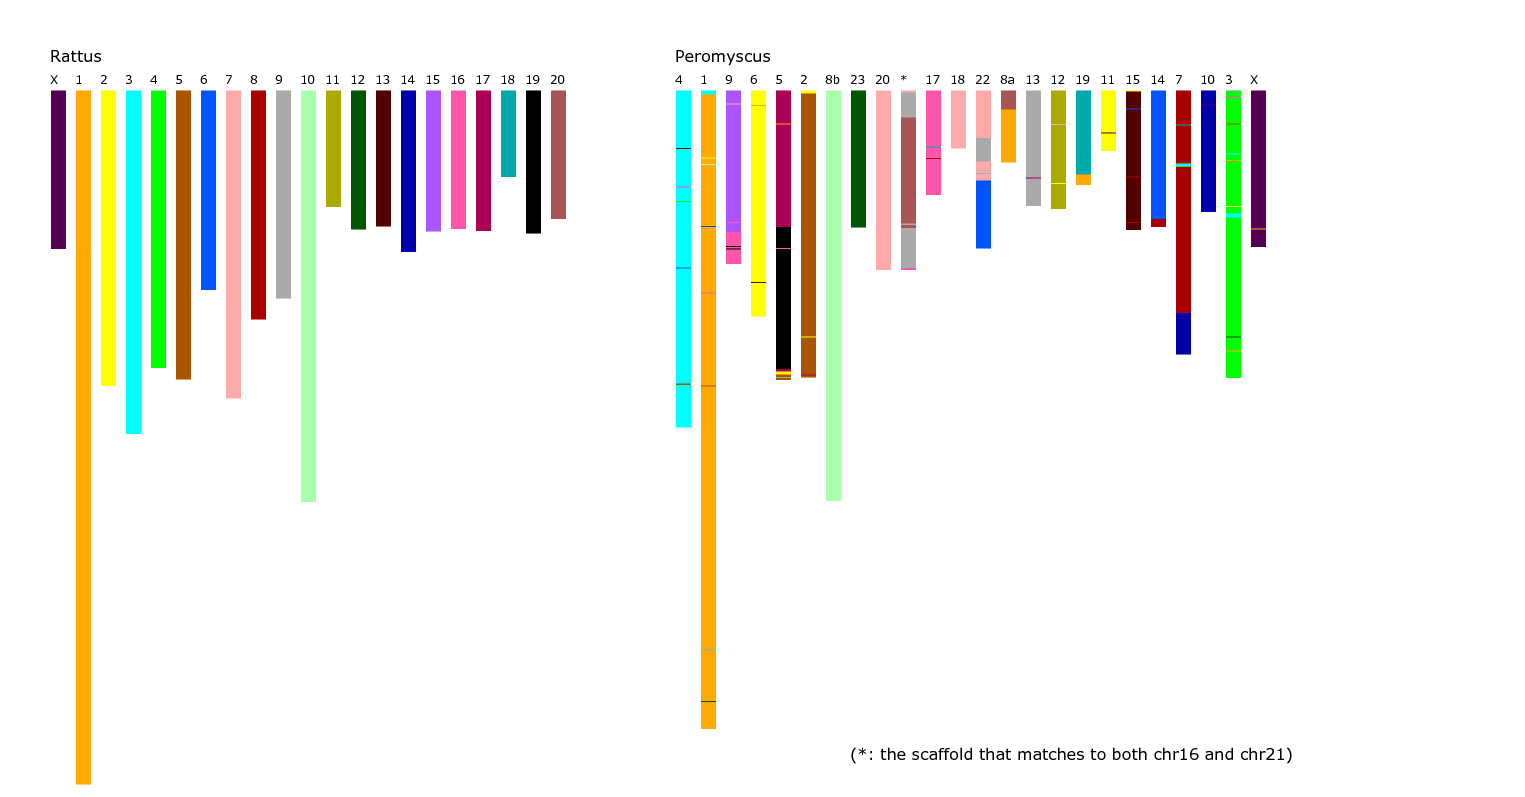 Rattus
X 1 2 3 4 5 6 7 8 9 10 11 12 13 14 15 16 17 18 19 20
Peromyscus
4 1 9 6 5 2 8b 23 20 * 17 18 22 8a 13 12 19 11 15 14 7 10 3 X
(*: the scaffold that matches to both chr16 and chr21)